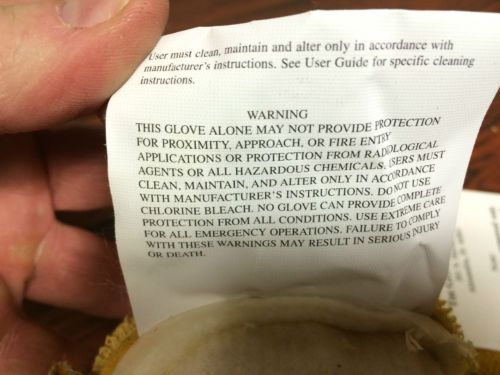 User must clean, maintain and alter only in accordance with
manufacturer's instructions. See User Guide for specific cleaning
instructions.
WARNING
THIS GLOVE ALONE MAY NOT PROVIDE PROTECTION
FOR PROXIMITY, APPROACH, OR FIRE ENTRY
APPLICATIONS OR PROTECTION FROM RADIOLOGICAL
AGENTS OR ALL HAZARDOUS CHEMICALS. USERS MUST
CLEAN, MAINTAIN, AND ALTER ONLY IN ACCORDANCE
WITH MANUFACTURER'S INSTRUCTIONS. DO NOT USE
CHLORINE BLEACH. NO GLOVE CAN PROVIDE COMPLETE
PROTECTION FROM ALL CONDITIONS. USE EXTREME CARE
FOR ALL EMERGENCY OPERATIONS. FAILURE TO COMPLY
WITH THESE WARNINGS MAY RESULT IN SERIOUS INJURY
OR DEATH.